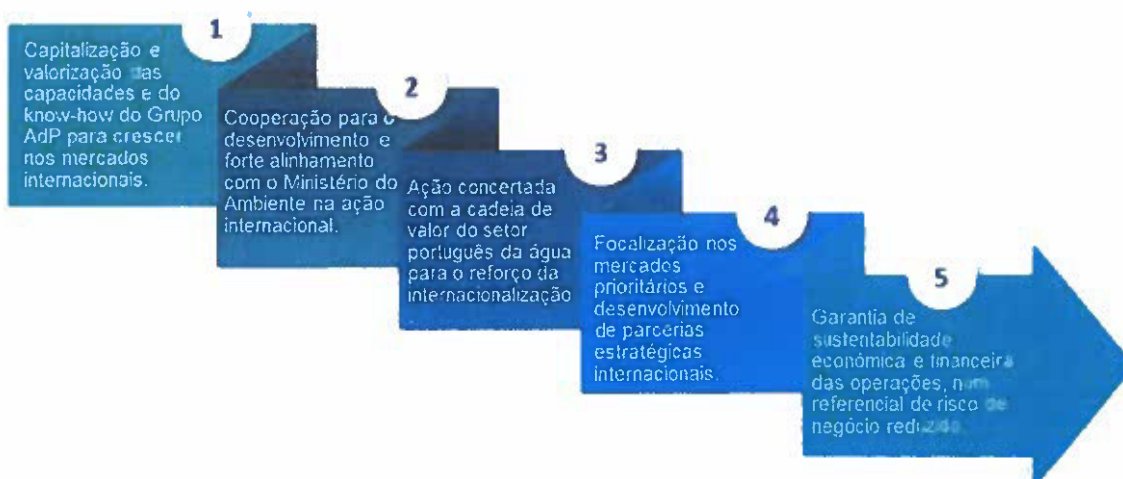 1
Capitalização e
valorização das
capacidades e do
know-how do Grupo
AdP para crescer
nos mercados
internacionais.
2
Cooperação para o
desenvolvimento e
forte alinhamento
com o Ministério do
Ambiente na ação
internacional.
3
Ação concertada
com a cadeia de
valor do setor
português da água
para o reforço da
internacionalização
4
Focalização nos
mercados
prioritários e
desenvolvimento
de parcerias
estratégicas
internacionais.
5
Garantia de
sustentabilidade
económica e financeira
das operações, num
referencial de risco de
negócio reduzido.